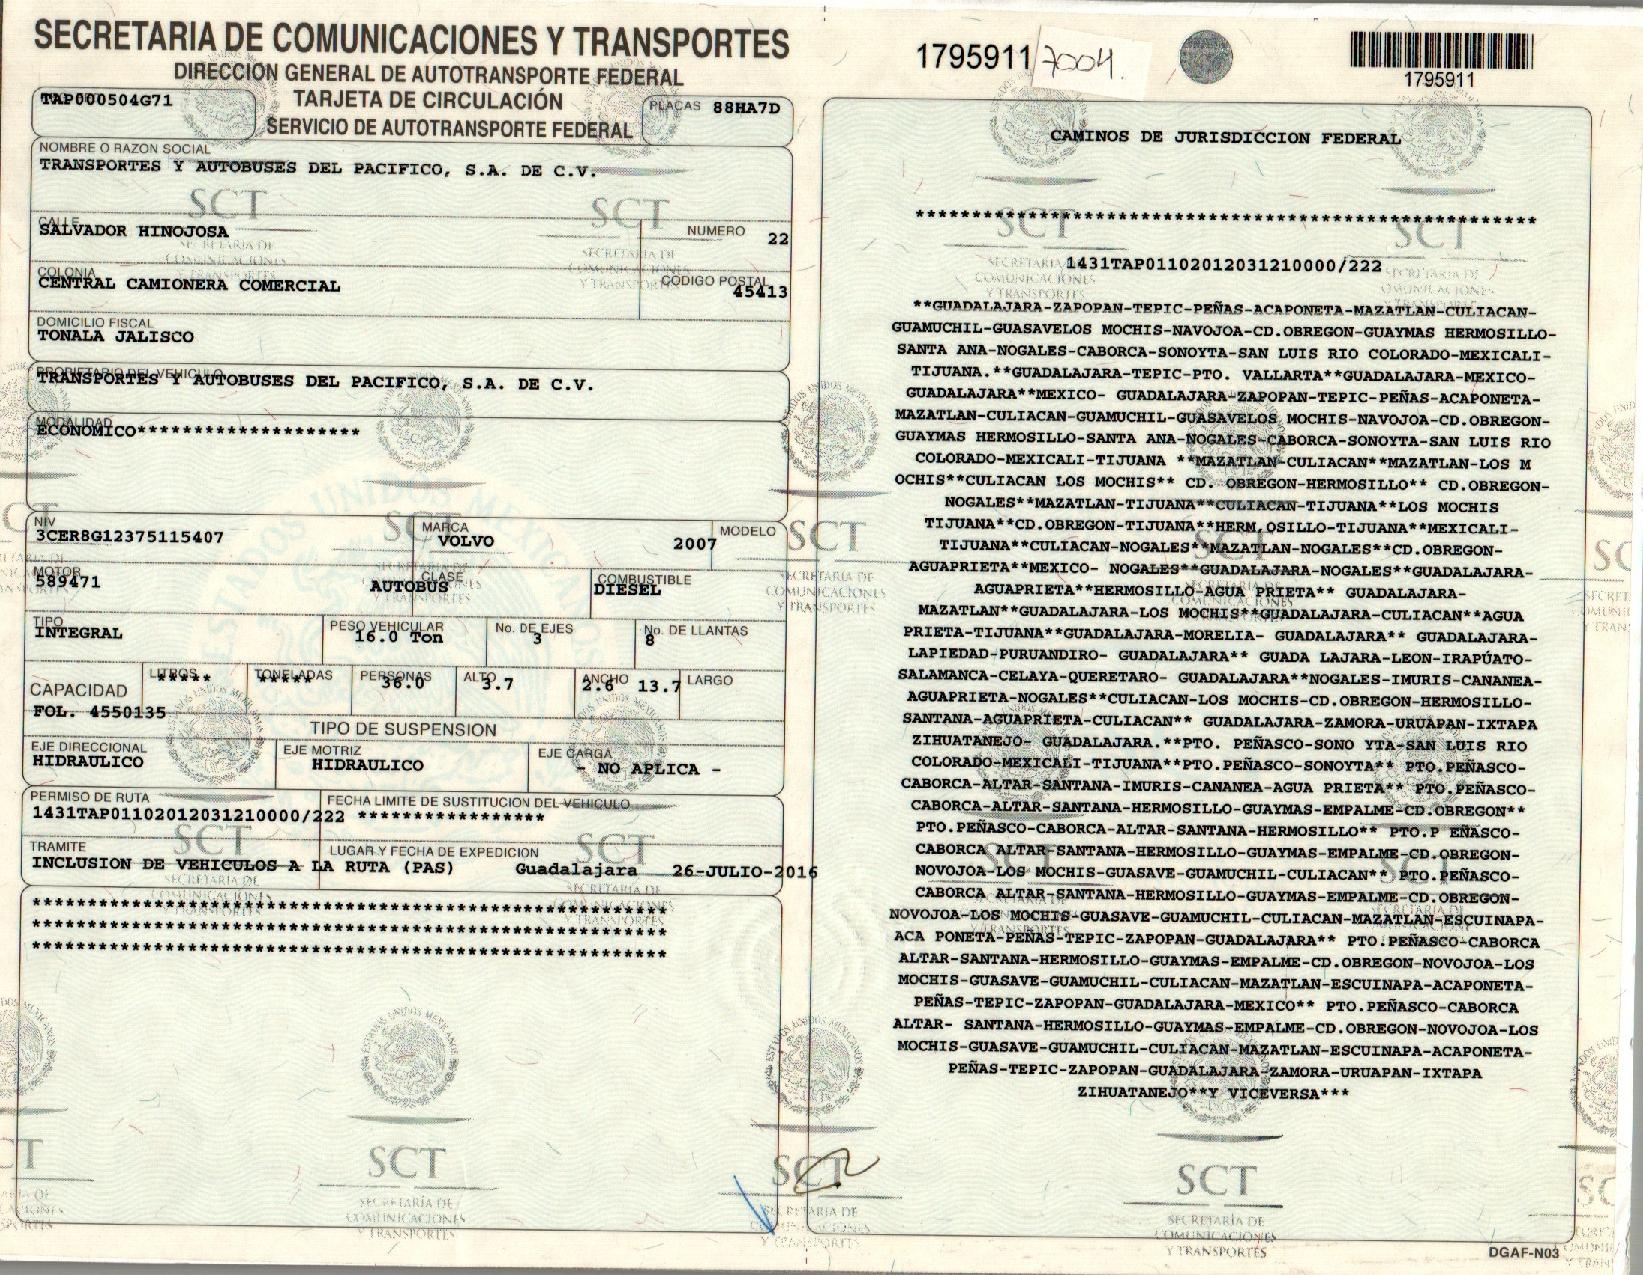 SECRETARIA DE COMUNICACIONES Y TRANSPORTES
DIRECCIÓN GENERAL DE AUTOTRANSPORTE FEDERAL
TARJETA DE CIRCULACIÓN
SERVICIO DE AUTOTRANSPORTE FEDERAL
TAP000504G71
PLACAS 88HA7D
NOMBRE O RAZON SOCIAL
TRANSPORTES Y AUTOBUSES DEL PACIFICO, S.A. DE C.V.
CALLE
SALVADOR HINOJOSA
NUMERO 22
COLONIA
CENTRAL CAMIONERA COMERCIAL
CÓDIGO POSTAL
45413
DOMICILIO FISCAL
TONALA JALISCO
PROPIETARIO DEL VEHICULO
TRANSPORTES Y AUTOBUSES DEL PACIFICO, S.A. DE C.V.
MODALIDAD
ECONOMICO********************
NIV
3CER8G12375115407
MARCA
VOLVO
MODELO
2007
MOTOR
589471
CLASE
AUTOBUS
COMBUSTIBLE
DIESEL
TIPO
INTEGRAL
PESO VEHICULAR
16.0 Ton
No. DE EJES
3
No. DE LLANTAS
8
CAPACIDAD
LITROS
*****
TONELADAS
*****
PERSONAS
36.0
ALTO
3.7
ANCHO
2.6
13.7 LARGO
FOL. 4550135
TIPO DE SUSPENSION
EJE DIRECCIONAL
HIDRAULICO
EJE MOTRIZ
HIDRAULICO
EJE CARGA
- NO APLICA -
PERMISO DE RUTA
1431TAP01102012031210000/222
FECHA LIMITE DE SUSTITUCIÓN DEL VEHICULO
*****************
TRAMITE
INCLUSION DE VEHICULOS A LA RUTA (PAS)
LUGAR Y FECHA DE EXPEDICION
Guadalajara 26-JULIO-2016
*********************************************************
*********************************************************
*********************************************************
1795911 7004.
1795911
CAMINOS DE JURISDICCION FEDERAL
*******************************************************
1431TAP01102012031210000/222
**GUADALAJARA-ZAPOPAN-TEPIC-PEÑAS-ACAPONETA-MAZATLAN-CULIACAN-
GUAMUCHIL-GUASAVELOS MOCHIS-NAVOJOA-CD.OBREGON-GUAYMAS HERMOSILLO-
SANTA ANA-NOGALES-CABORCA-SONOYTA-SAN LUIS RIO COLORADO-MEXICALI-
TIJUANA.**GUADALAJARA-TEPIC-PTO. VALLARTA**GUADALAJARA-MEXICO-
GUADALAJARA**MEXICO- GUADALAJARA-ZAPOPAN-TEPIC-PEÑAS-ACAPONETA-
MAZATLAN-CULIACAN-GUAMUCHIL-GUASAVELOS MOCHIS-NAVOJOA-CD.OBREGON-
GUAYMAS HERMOSILLO-SANTA ANA-NOGALES-CABORCA-SONOYTA-SAN LUIS RIO
COLORADO-MEXICALI-TIJUANA **MAZATLAN-CULIACAN**MAZATLAN-LOS M
OCHIS**CULIACAN LOS MOCHIS** CD. OBREGON-HERMOSILLO** CD.OBREGON-
NOGALES**MAZATLAN-TIJUANA**CULIACAN-TIJUANA**LOS MOCHIS
TIJUANA**CD.OBREGON-TIJUANA**HERM,OSILLO-TIJUANA**MEXICALI-
TIJUANA**CULIACAN-NOGALES**MAZATLAN-NOGALES**CD.OBREGON-
AGUAPRIETA**MEXICO- NOGALES**GUADALAJARA-NOGALES**GUADALAJARA-
AGUAPRIETA**HERMOSILLO-AGUA PRIETA** GUADALAJARA-
MAZATLAN**GUADALAJARA-LOS MOCHIS**GUADALAJARA-CULIACAN**AGUA
PRIETA-TIJUANA**GUADALAJARA-MORELIA- GUADALAJARA** GUADALAJARA-
LAPIEDAD-PURUANDIRO- GUADALAJARA** GUADA LAJARA-LEON-IRAPÚATO-
SALAMANCA-CELAYA-QUERETARO- GUADALAJARA**NOGALES-IMURIS-CANANEA-
AGUAPRIETA-NOGALES**CULIACAN-LOS MOCHIS-CD.OBREGON-HERMOSILLO-
SANTANA-AGUAPRIETA-CULIACAN** GUADALAJARA-ZAMORA-URUAPAN-IXTAPA
ZIHUATANEJO- GUADALAJARA.**PTO. PEÑASCO-SONO YTA-SAN LUIS RIO
COLORADO-MEXICALI-TIJUANA**PTO.PEÑASCO-SONOYTA** PTO.PEÑASCO-
CABORCA-ALTAR-SANTANA-IMURIS-CANANEA-AGUA PRIETA** PTO.PEÑASCO-
CABORCA-ALTAR-SANTANA-HERMOSILLO-GUAYMAS-EMPALME-CD.OBREGON**
PTO.PEÑASCO-CABORCA-ALTAR-SANTANA-HERMOSILLO** PTO.P EÑASCO-
CABORCA ALTAR-SANTANA-HERMOSILLO-GUAYMAS-EMPALME-CD.OBREGON-
NOVOJOA-LOS MOCHIS-GUASAVE-GUAMUCHIL-CULIACAN** PTO.PEÑASCO-
CABORCA ALTAR-SANTANA-HERMOSILLO-GUAYMAS-EMPALME-CD.OBREGON-
NOVOJOA-LOS MOCHIS-GUASAVE-GUAMUCHIL-CULIACAN-MAZATLAN-ESCUINAPA-
ACA PONETA-PEÑAS-TEPIC-ZAPOPAN-GUADALAJARA** PTO.PEÑASCO-CABORCA
ALTAR-SANTANA-HERMOSILLO-GUAYMAS-EMPALME-CD.OBREGON-NOVOJOA-LOS
MOCHIS-GUASAVE-GUAMUCHIL-CULIACAN-MAZATLAN-ESCUINAPA-ACAPONETA-
PEÑAS-TEPIC-ZAPOPAN-GUADALAJARA-MEXICO** PTO.PEÑASCO-CABORCA
ALTAR- SANTANA-HERMOSILLO-GUAYMAS-EMPALME-CD.OBREGON-NOVOJOA-LOS
MOCHIS-GUASAVE-GUAMUCHIL-CULIACAN-MAZATLAN-ESCUINAPA-ACAPONETA-
PEÑAS-TEPIC-ZAPOPAN-GUADALAJARA-ZAMORA-URUAPAN-IXTAPA
ZIHUATANEJO**Y VICEVERSA***
SCT
SECRETARÍA DE
COMUNICACIONES
Y TRANSPORTES
DGAF-N03